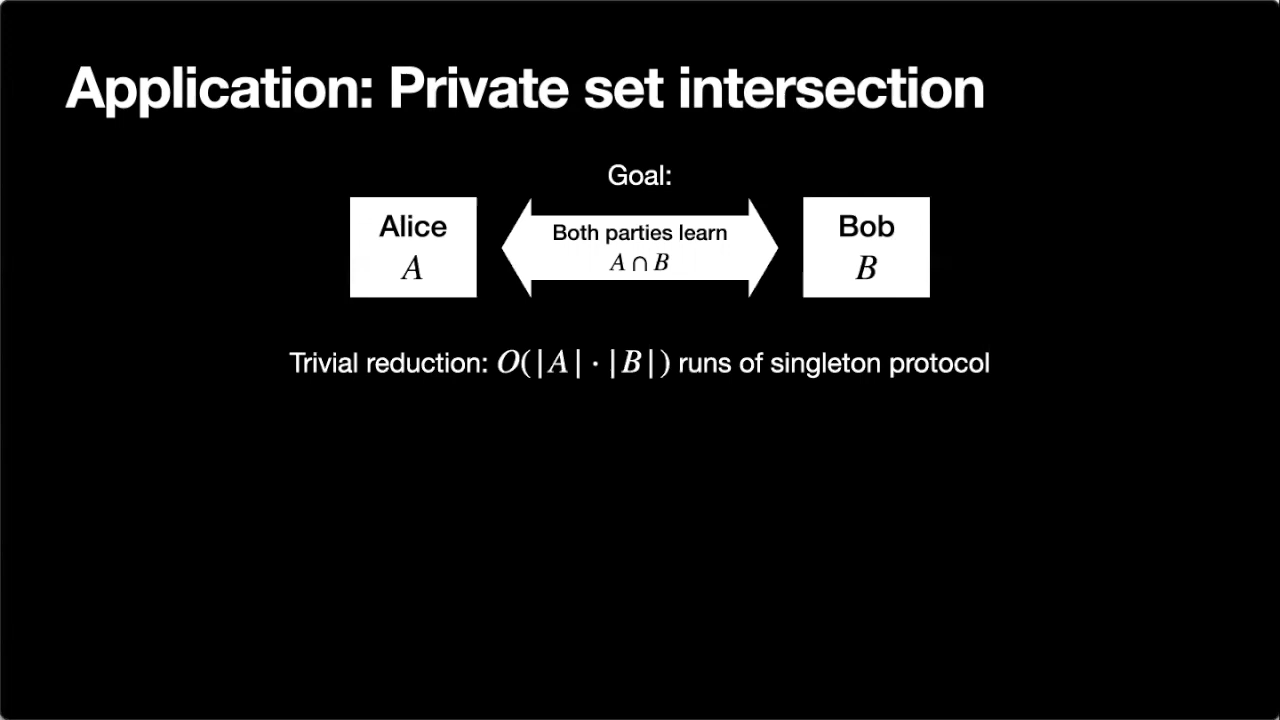 Application: Private set intersection
Goal:
Alice
A
Both parties learn
A ∩ B
Bob
B
Trivial reduction: O(|A| · |B|) runs of singleton protocol